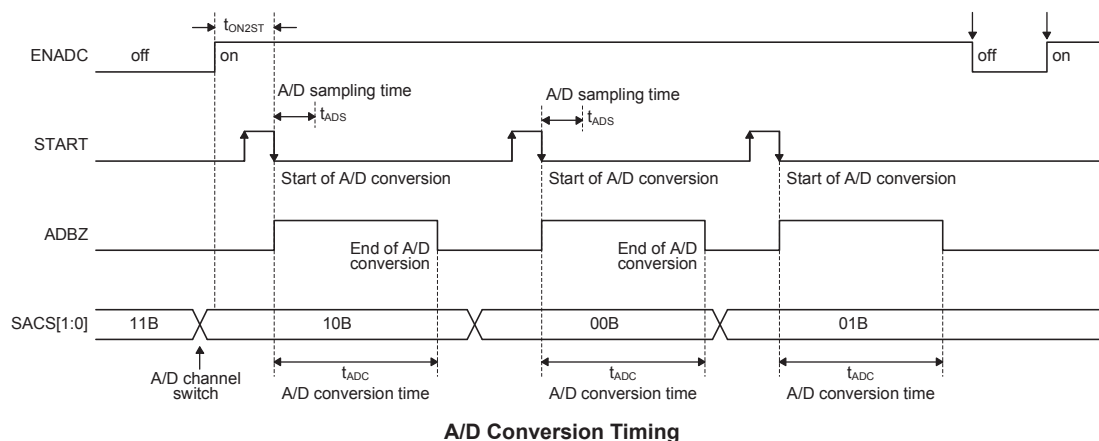 tON2ST
ENADC
off
on
off
on
A/D sampling time
tADS
A/D sampling time
tADS
START
Start of A/D conversion
Start of A/D conversion
Start of A/D conversion
ADBZ
End of A/D
conversion
End of A/D
conversion
SACS[1:0]
11B
10B
00B
01B
A/D channel
switch
tADC
A/D conversion time
tADC
A/D conversion time
tADC
A/D conversion time
A/D Conversion Timing